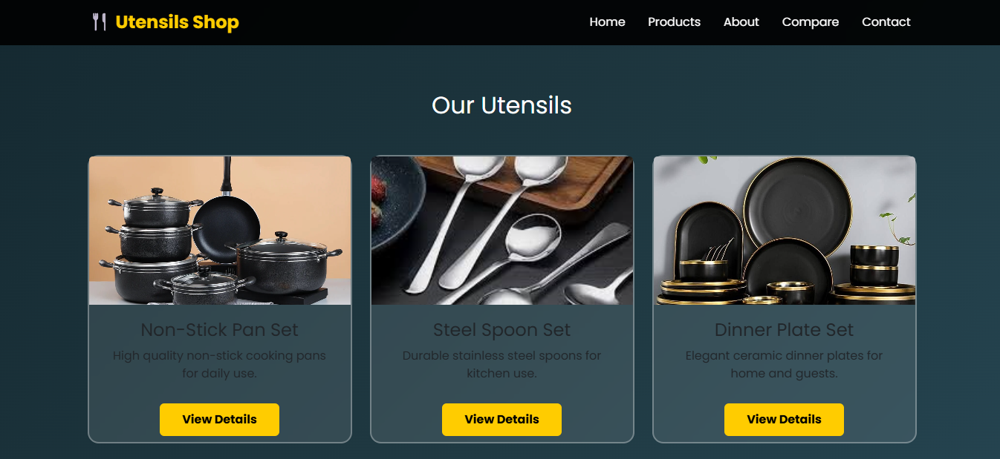 Utensils Shop
Home Products About Compare Contact
Our Utensils
Non-Stick Pan Set
High quality non-stick cooking pans
for daily use.
View Details
Steel Spoon Set
Durable stainless steel spoons for
kitchen use.
View Details
Dinner Plate Set
Elegant ceramic dinner plates for
home and guests.
View Details